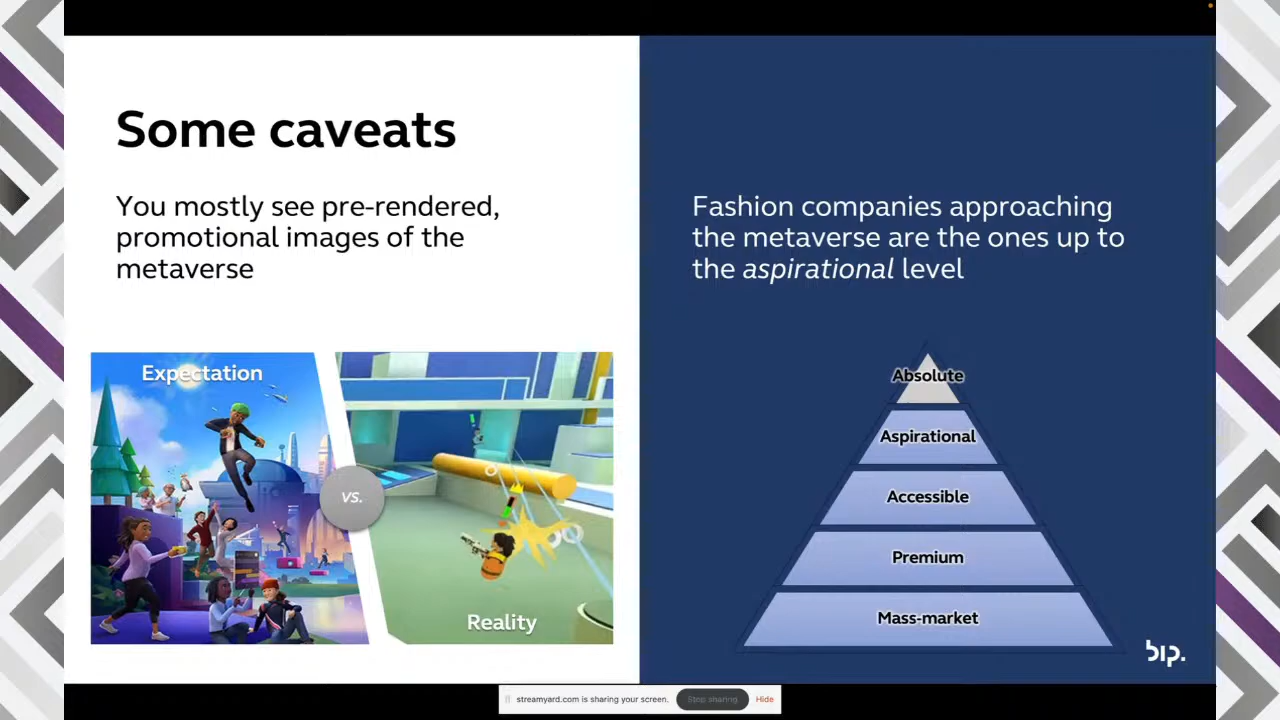 Some caveats
You mostly see pre-rendered,
promotional images of the
metaverse
Expectation
vs.
Reality
Fashion companies approaching
the metaverse are the ones up to
the aspirational level
Absolute
Aspirational
Accessible
Premium
Mass-market
bip.
streamyard.com is sharing your screen.
Stop sharing
Hide